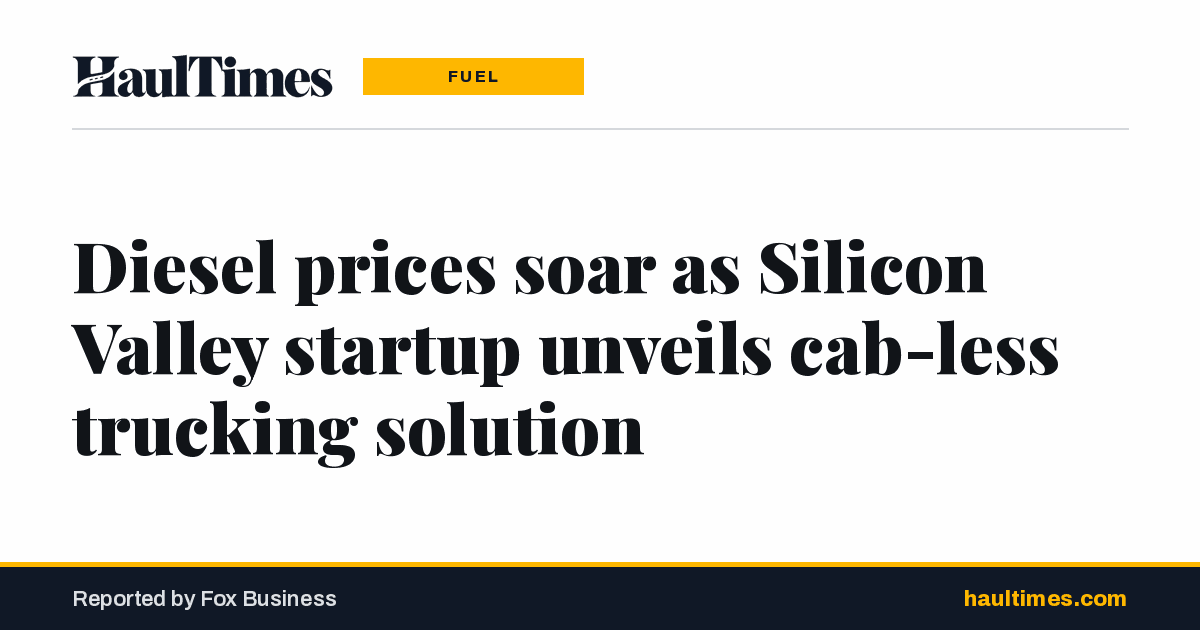 HaulTimes
FUEL
Diesel prices soar as Silicon
Valley startup unveils cab-less
trucking solution
Reported by Fox Business
haultimes.com